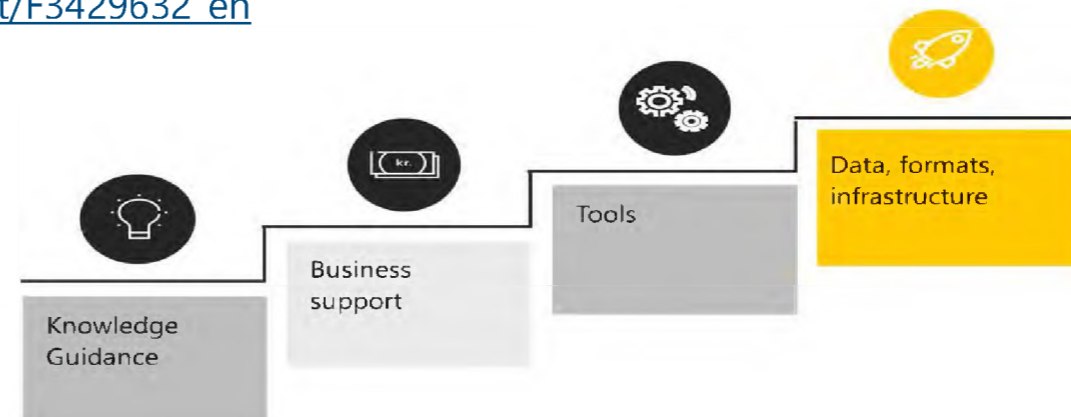 t/F3429632_en
kr.
Data, formats,
infrastructure
Tools
Business
support
Knowledge
Guidance